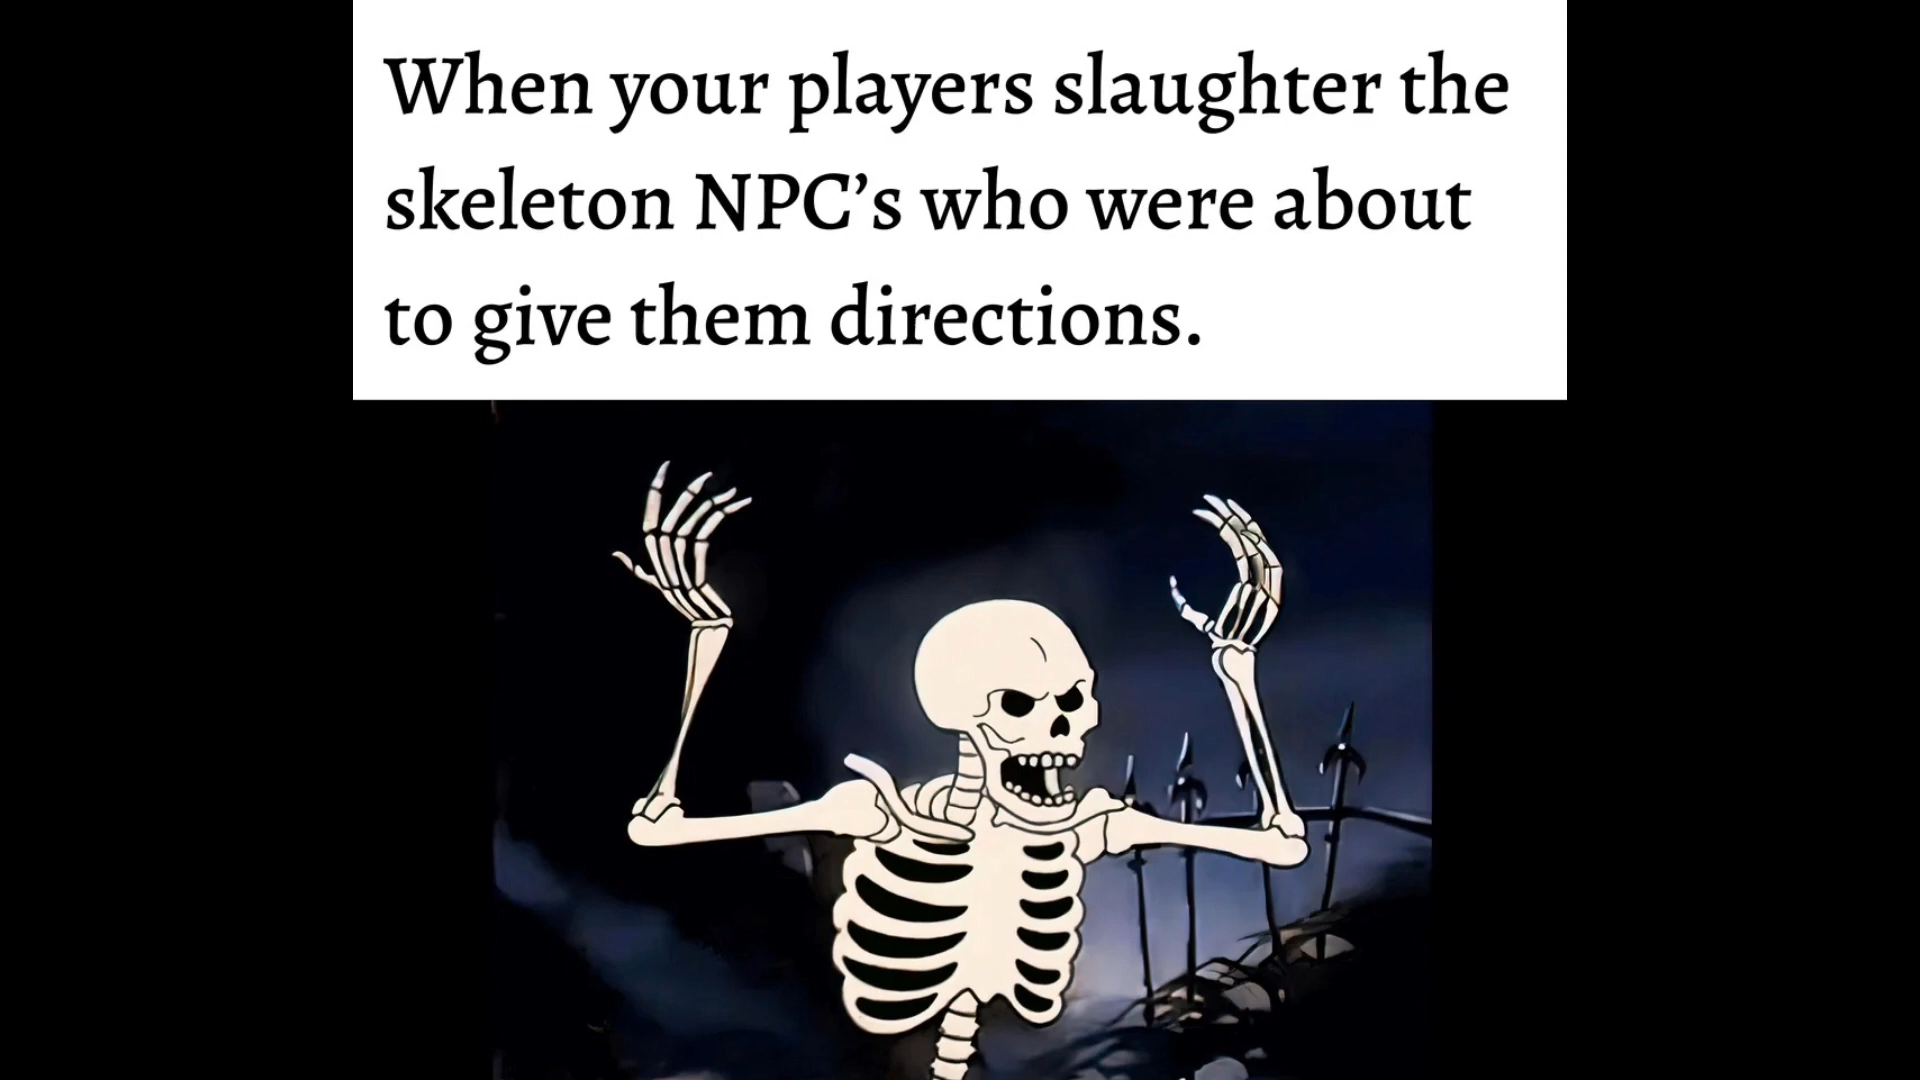 When your players slaughter the
skeleton NPC’s who were about
to give them directions.